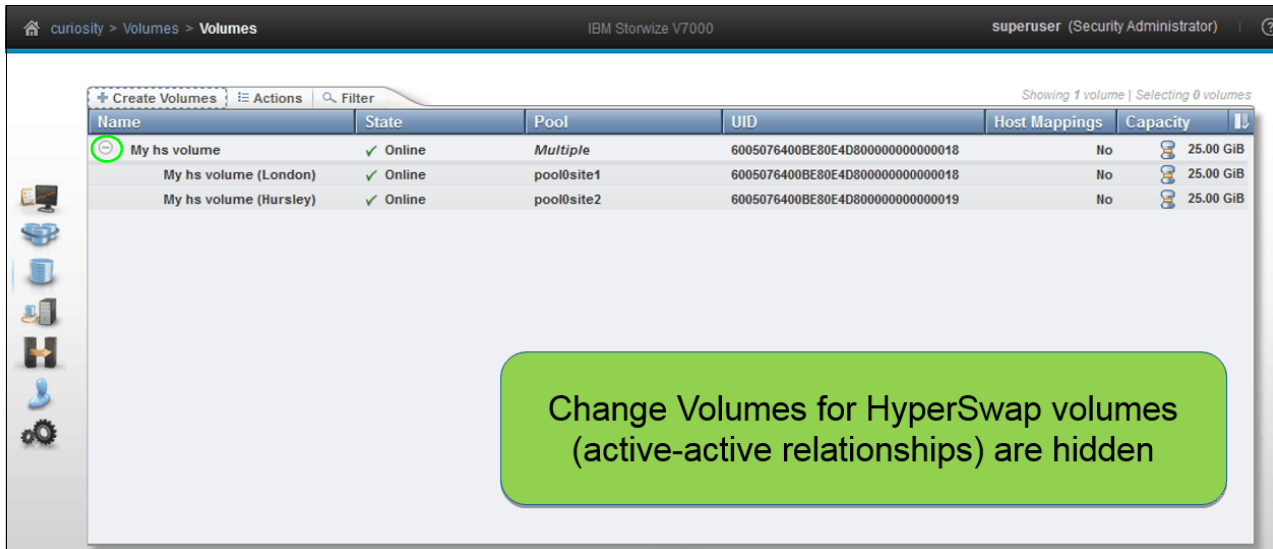 curiosity > Volumes > Volumes IBM Storwize V7000 superuser (Security Administrator) | ?
Create Volumes Actions Filter Showing 1 volume | Selecting 0 volumes
Name State Pool UID Host Mappings Capacity
My hs volume Online Multiple 6005076400BE80E4D800000000000018 No 25.00 GiB
My hs volume (London) Online pool0site1 6005076400BE80E4D800000000000018 No 25.00 GiB
My hs volume (Hursley) Online pool0site2 6005076400BE80E4D800000000000019 No 25.00 GiB
Change Volumes for HyperSwap volumes
(active-active relationships) are hidden